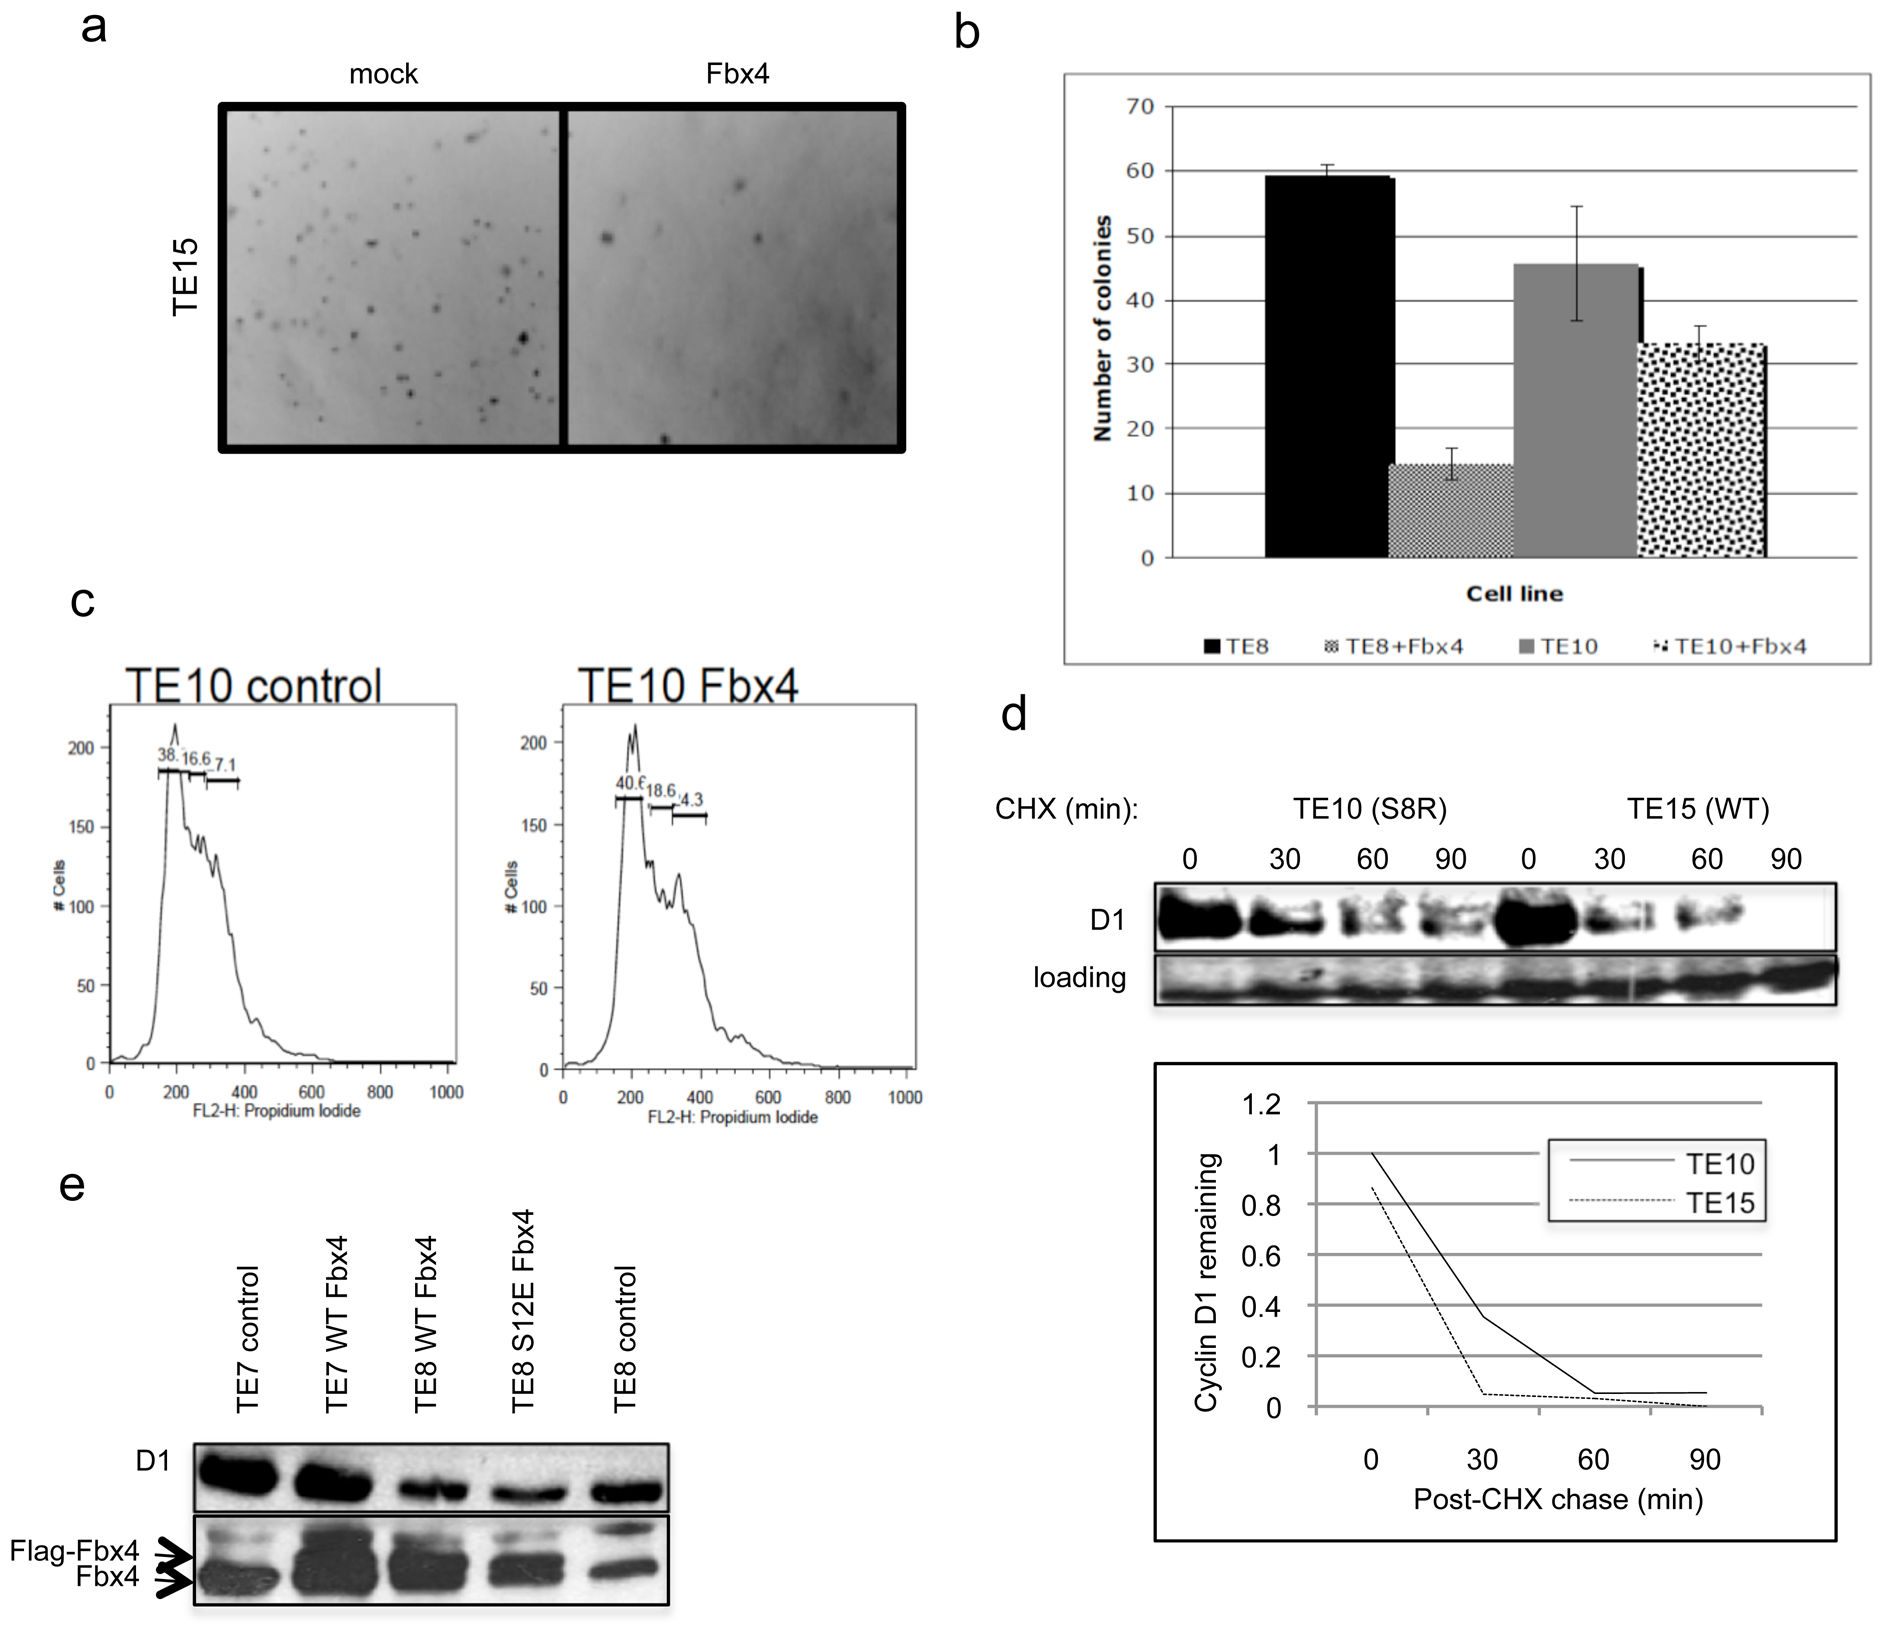 a
mock Fbx4
TE15
b
70
60
50
40
30
20
10
0
Number of colonies
Cell line
TE8 TE8+Fbx4 TE10 TE10+Fbx4
c
TE10 control
200
150
100
50
0
# Cells
38. 16.6 7.1
0 200 400 600 800 1000
FL2-H: Propidium Iodide
TE10 Fbx4
200
150
100
50
0
# Cells
40.6 18.6 4.3
0 200 400 600 800 1000
FL2-H: Propidium Iodide
d
CHX (min): TE10 (S8R) TE15 (WT)
0 30 60 90 0 30 60 90
D1
loading
1.2
1
0.8
0.6
0.4
0.2
0
Cyclin D1 remaining
TE10
TE15
0 30 60 90
Post-CHX chase (min)
e
TE7 control
TE7 WT Fbx4
TE8 WT Fbx4
TE8 S12E Fbx4
TE8 control
D1
Flag-Fbx4
Fbx4